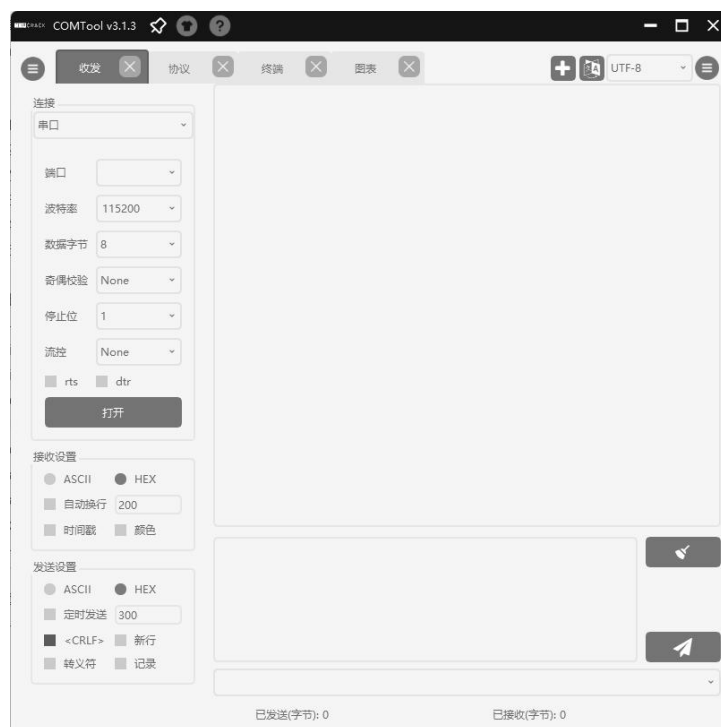 COMTool v3.1.3
收发 协议 终端 图表 UTF-8
连接
串口
端口
波特率 115200
数据字节 8
奇偶校验 None
停止位 1
流控 None
rts dtr
打开
接收设置
ASCII HEX
自动换行 200
时间戳 颜色
发送设置
ASCII HEX
定时发送 300
<CRLF> 新行
转义符 记录
已发送(字节): 0 已接收(字节): 0